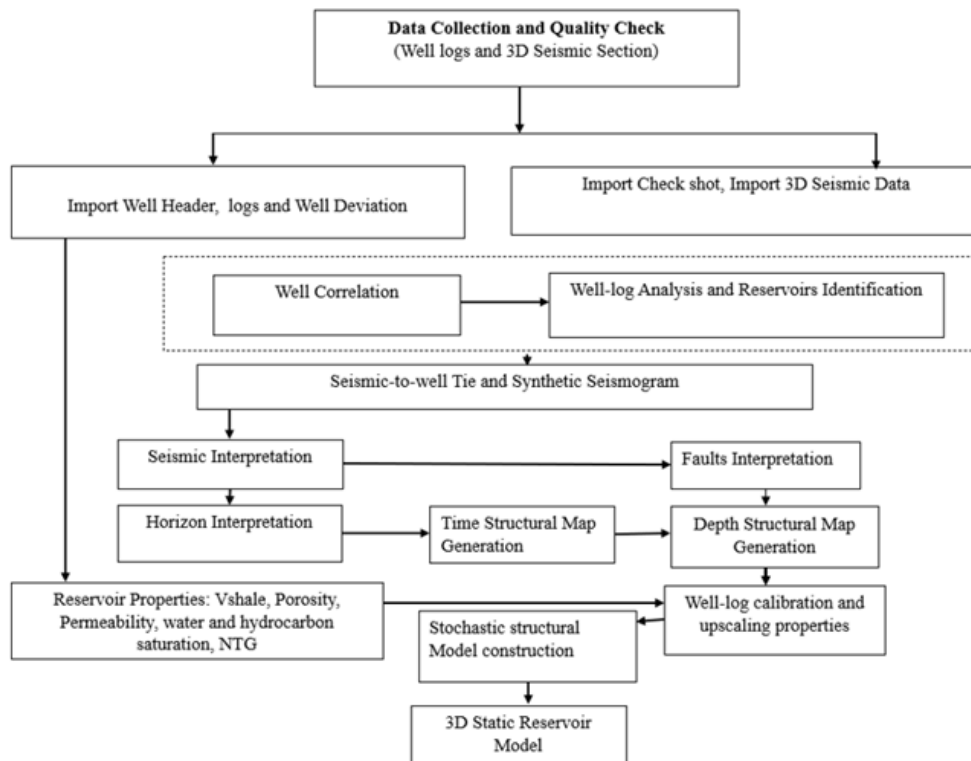 Data Collection and Quality Check
(Well logs and 3D Seismic Section)
Import Well Header, logs and Well Deviation
Import Check shot, Import 3D Seismic Data
Well Correlation
Well-log Analysis and Reservoirs Identification
Seismic-to-well Tie and Synthetic Seismogram
Seismic Interpretation
Faults Interpretation
Horizon Interpretation
Time Structural Map
Generation
Depth Structural Map
Generation
Reservoir Properties: Vshale, Porosity,
Permeability, water and hydrocarbon
saturation, NTG
Well-log calibration and
upscaling properties
Stochastic structural
Model construction
3D Static Reservoir
Model